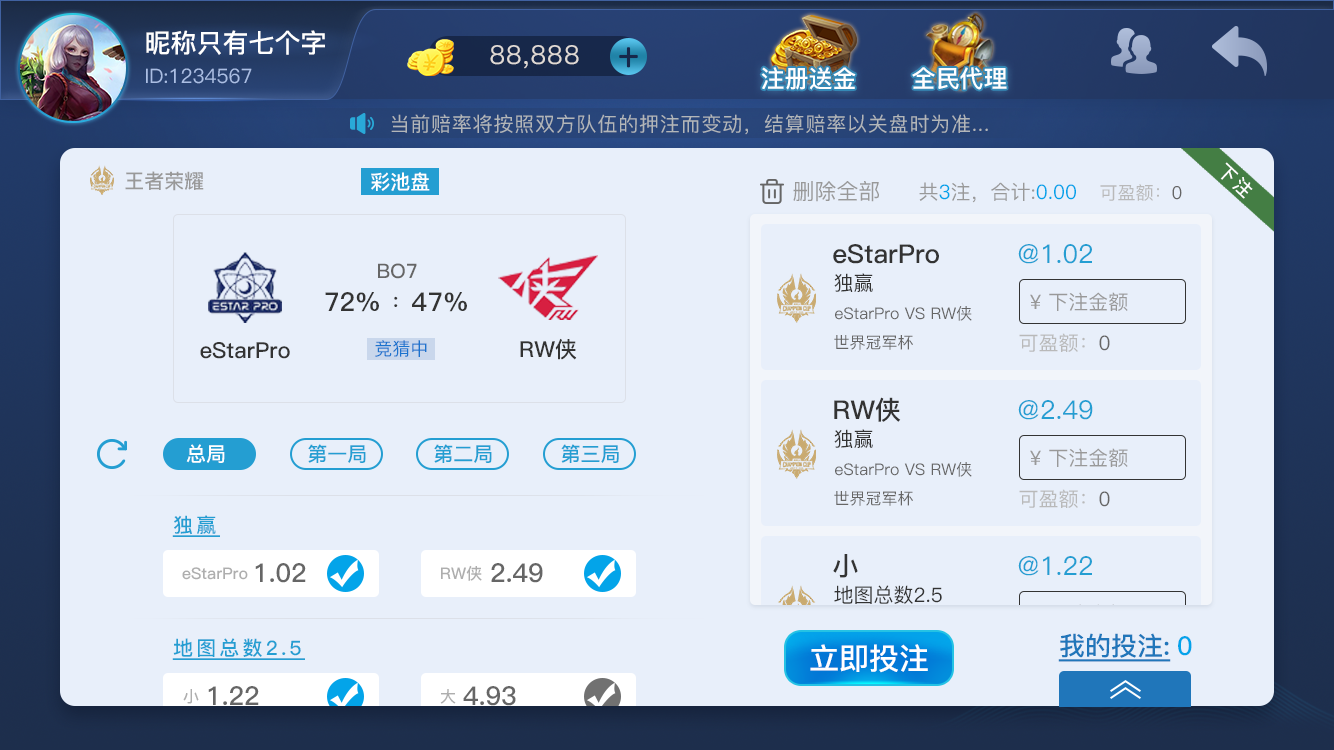 昵称只有七个字
ID:1234567
88,888
注册送金
全民代理
当前赔率将按照双方队伍的押注而变动，结算赔率以关盘时为准...
王者荣耀
彩池盘
ESTAR PRO
eStarPro
BO7
72% : 47%
竞猜中
侠
RW
RW侠
总局
第一局
第二局
第三局
独赢
eStarPro 1.02
RW侠 2.49
地图总数2.5
小 1.22
大 4.93
下注
删除全部
共3注，合计:0.00
可盈额： 0
CHAMPION CUP
eStarPro
独赢
eStarPro VS RW侠
世界冠军杯
@1.02
¥ 下注金额
可盈额： 0
CHAMPION CUP
RW侠
独赢
eStarPro VS RW侠
世界冠军杯
@2.49
¥ 下注金额
可盈额： 0
小
地图总数2.5
@1.22
立即投注
我的投注: 0